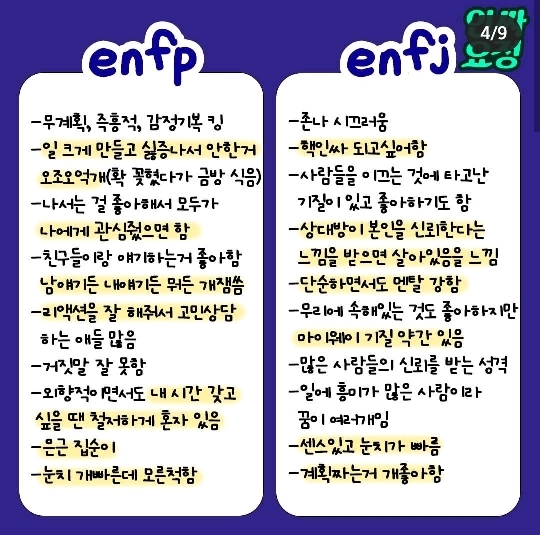 enfp
-무계획, 즉흥적, 감정기복 킹
-일 크게 만들고 싫증나서 안한거
오조오억개(확 꽂혔다가 금방 식음)
-나서는 걸 좋아해서 모두가
나에게 관심줬으면 함
-친구들이랑 얘기하는거 좋아함
남얘기든 내얘기든 뭐든 개잼씀
-리액션을 잘 해줘서 고민상담
하는 애들 많음
-거짓말 잘 못함
-외향적이면서도 내 시간 갖고
싶을 땐 철저하게 혼자 있음
-은근 집순이
-눈치 개빠른데 모른척함
enfj
-존나 시끄러움
-핵인싸 되고싶어함
-사람들을 이끄는 것에 타고난
기질이 있고 좋아하기도 함
-상대방이 본인을 신뢰한다는
느낌을 받으면 살아있음을 느낌
-단순하면서도 멘탈 강함
-무리에 속해있는 것도 좋아하지만
마이웨이 기질 약간 있음
-많은 사람들의 신뢰를 받는 성격
-일에 흥미가 많은 사람이라
꿈이 여러개임
-센스있고 눈치가 빠름
-계획짜는거 개좋아함
4/9